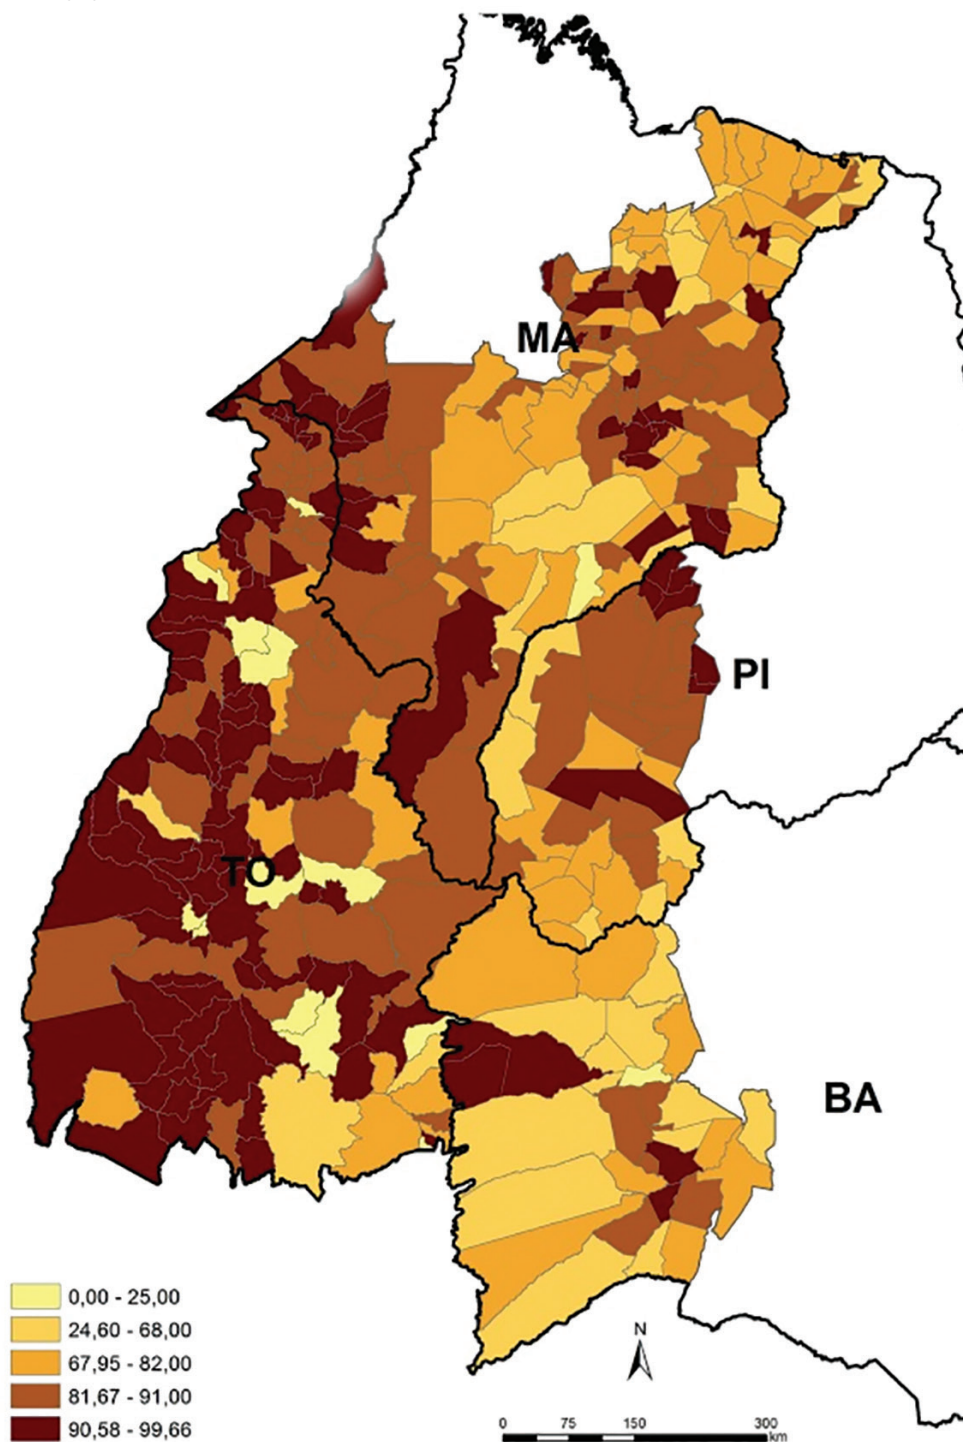 MA
PI
TO
BA
0,00 - 25,00
24,60 - 68,00
67,95 - 82,00
81,67 - 91,00
90,58 - 99,66
N
0 75 150 300
km